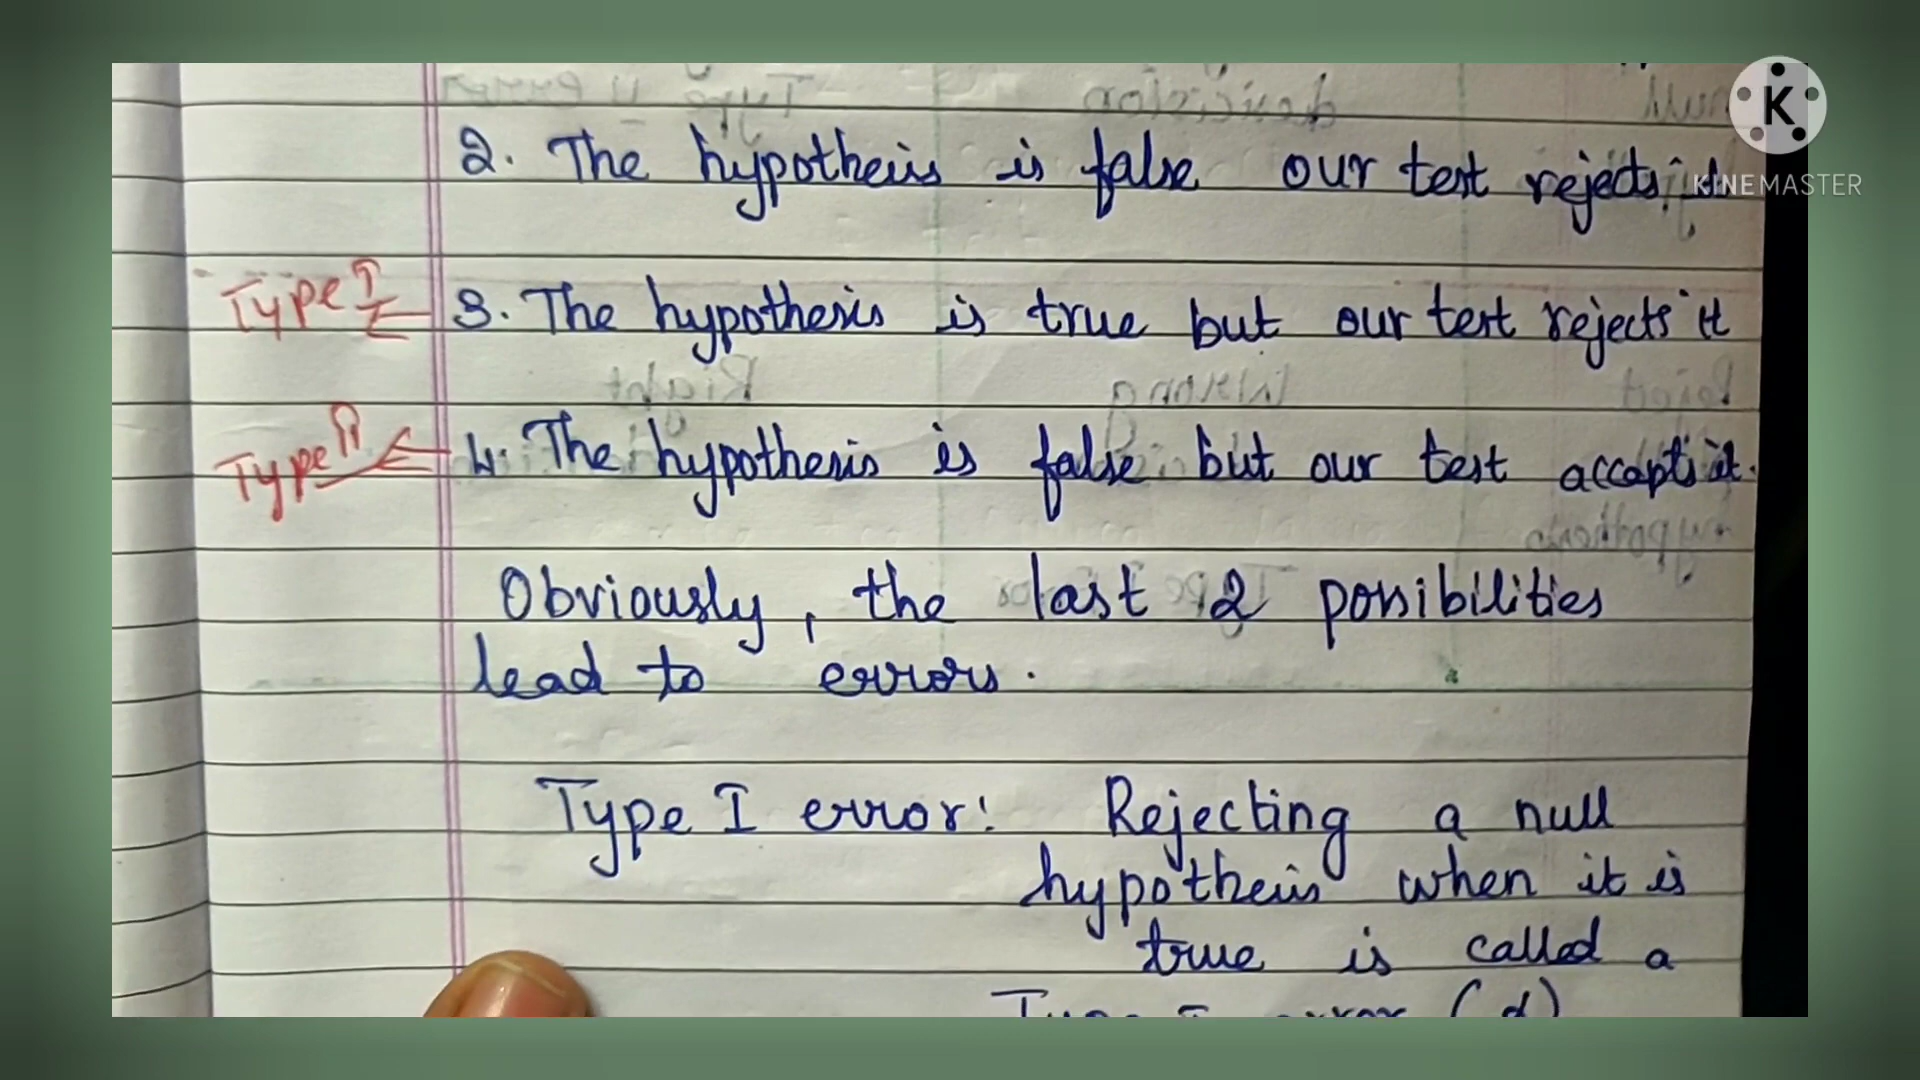 2. The hypothesis is false our test rejects it
Type I
3. The hypothesis is true but our test rejects it
Type II
4. The hypothesis is false but our test accepts it.
Obviously, the last 2 possibilities
lead to errors.
Type I error: Rejecting a null
hypothesis when it is
true is called a
Type I error (α)
K
KINEMASTER